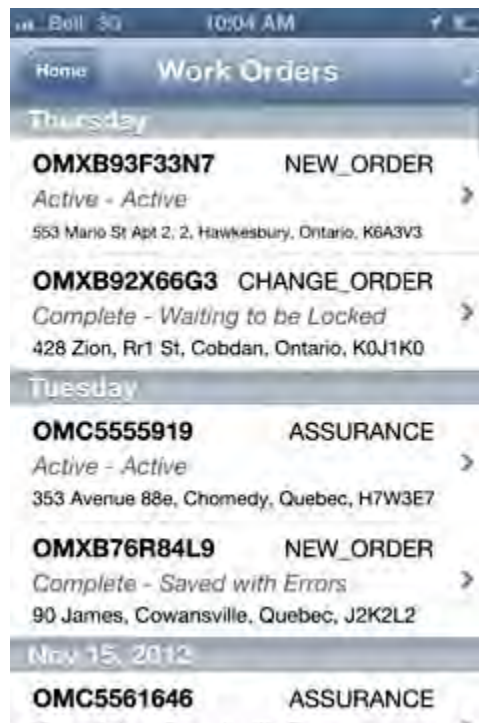 Bell 3G 10:04 AM
Home Work Orders
Thursday
OMXB93F33N7 NEW_ORDER
Active - Active
553 Mario St Apt 2, 2, Hawkesbury, Ontario, K6A3V3
OMXB92X66G3 CHANGE_ORDER
Complete - Waiting to be Locked
428 Zion, Rr1 St, Cobdan, Ontario, K0J1K0
Tuesday
OMC5555919 ASSURANCE
Active - Active
353 Avenue 88e, Chomedy, Quebec, H7W3E7
OMXB76R84L9 NEW_ORDER
Complete - Saved with Errors
90 James, Cowansville, Quebec, J2K2L2
Nov 15, 2012
OMC5561646 ASSURANCE